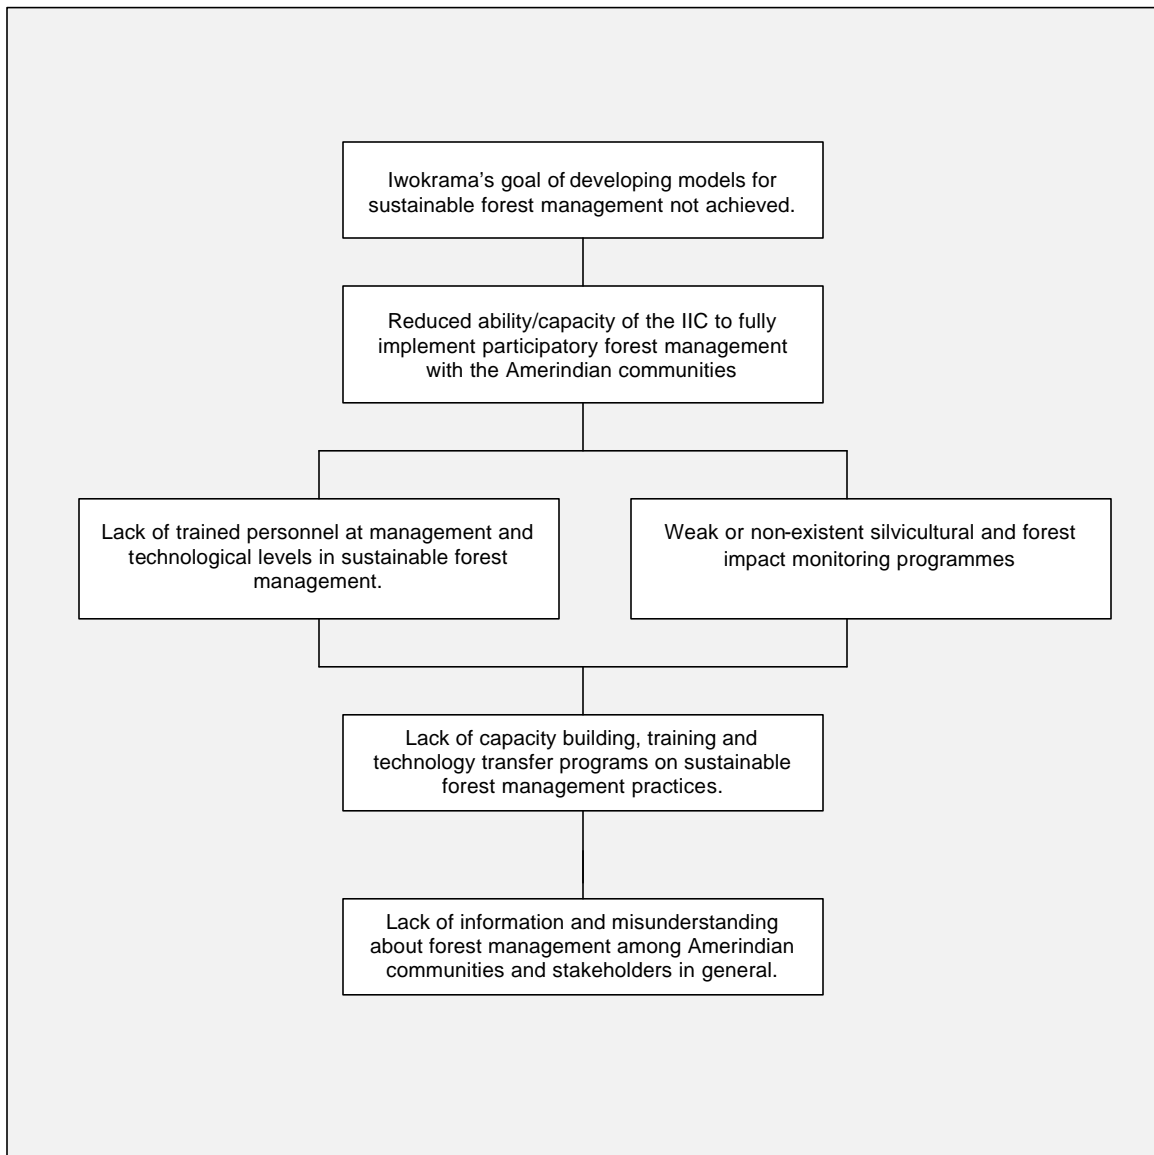 Iwokrama's goal of developing models for
sustainable forest management not achieved.
Reduced ability/capacity of the IIC to fully
implement participatory forest management
with the Amerindian communities
Lack of trained personnel at management and
technological levels in sustainable forest
management.
Weak or non-existent silvicultural and forest
impact monitoring programmes
Lack of capacity building, training and
technology transfer programs on sustainable
forest management practices.
Lack of information and misunderstanding
about forest management among Amerindian
communities and stakeholders in general.